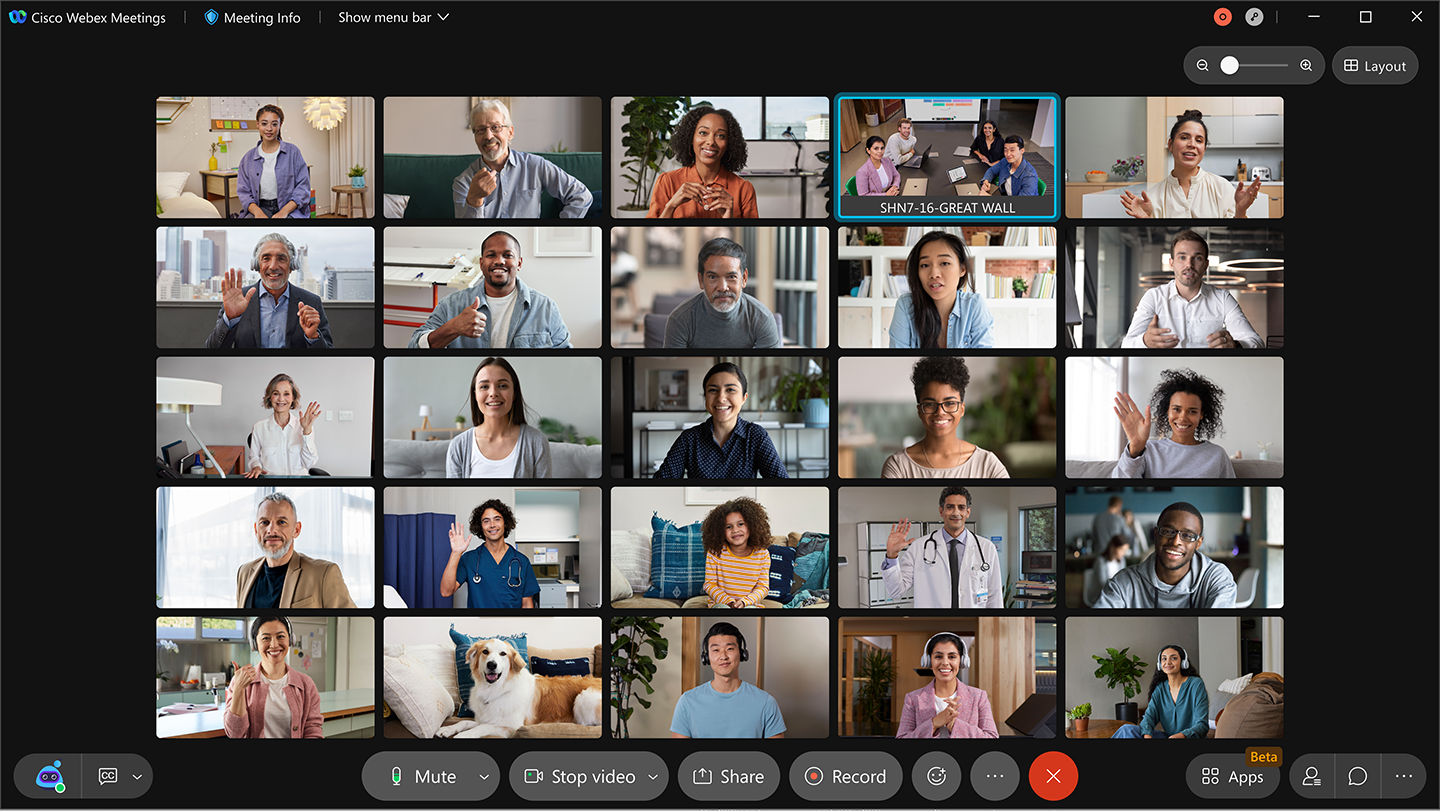 Cisco Webex Meetings
Meeting Info
Show menu bar
Layout
SHN7-16-GREAT WALL
CC
Mute
Stop video
Share
Record
Beta
Apps